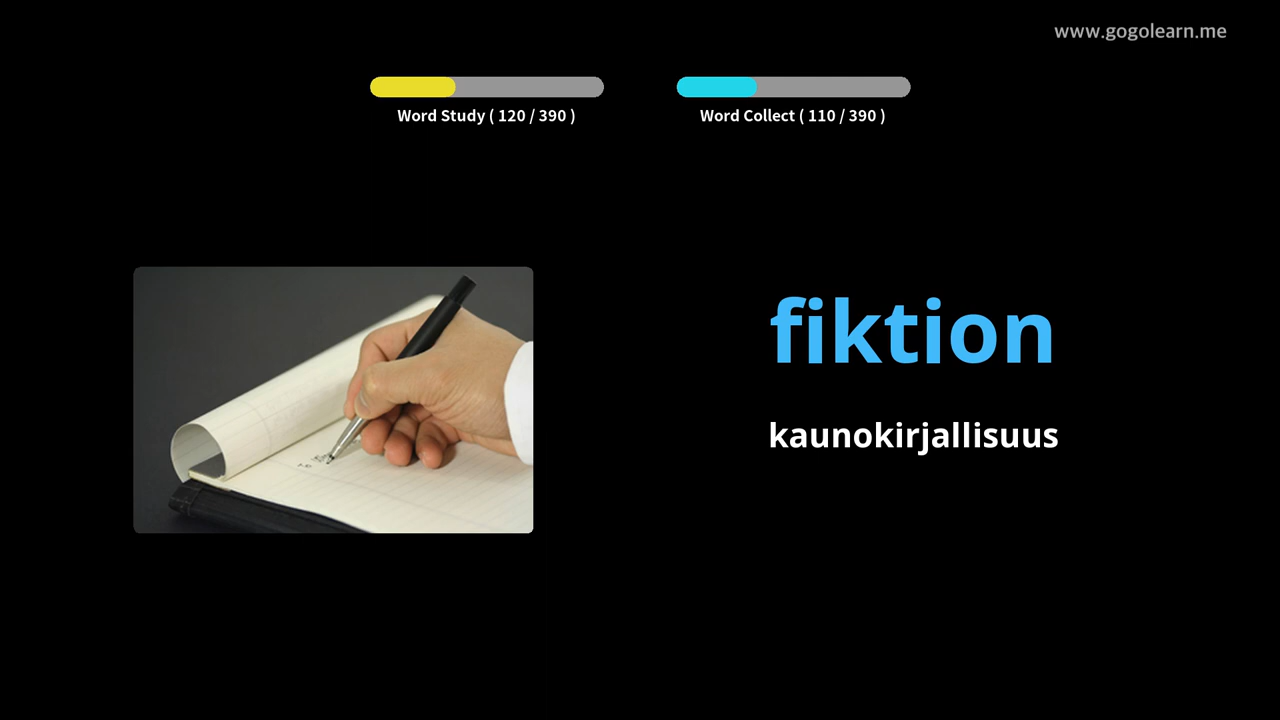 www.gogolearn.me
Word Study ( 120 / 390 )
Word Collect ( 110 / 390 )
fiktion
kaunokirjallisuus